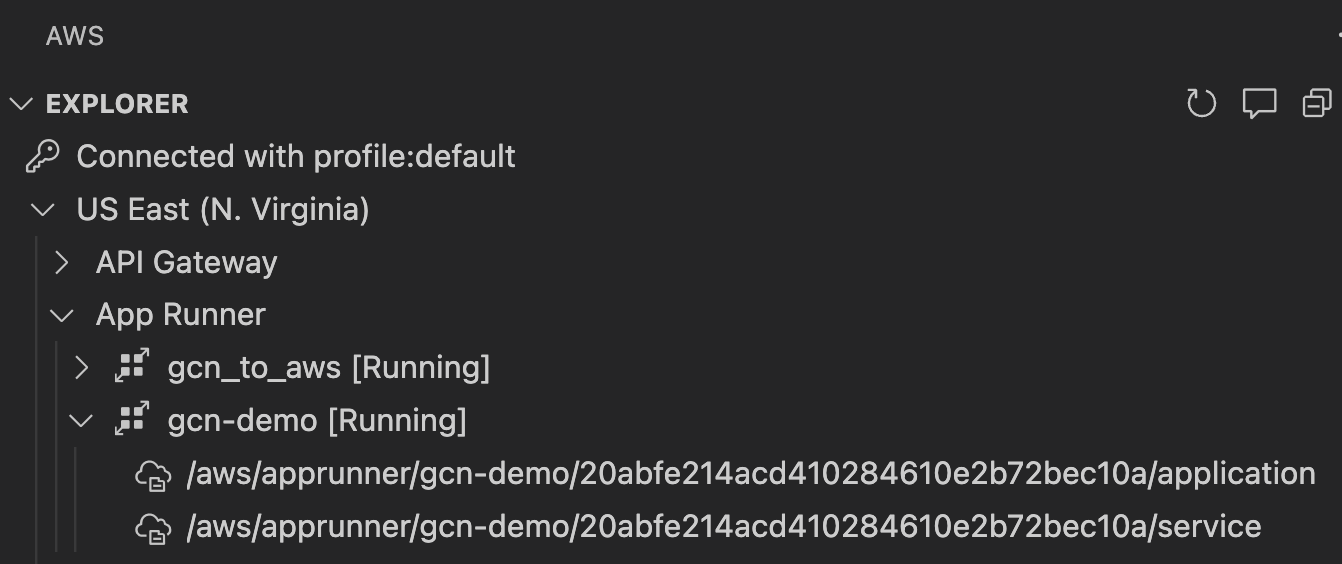 AWS
EXPLORER
Connected with profile:default
US East (N. Virginia)
API Gateway
App Runner
gcn_to_aws [Running]
gcn-demo [Running]
/aws/apprunner/gcn-demo/20abfe214acd410284610e2b72bec10a/application
/aws/apprunner/gcn-demo/20abfe214acd410284610e2b72bec10a/service